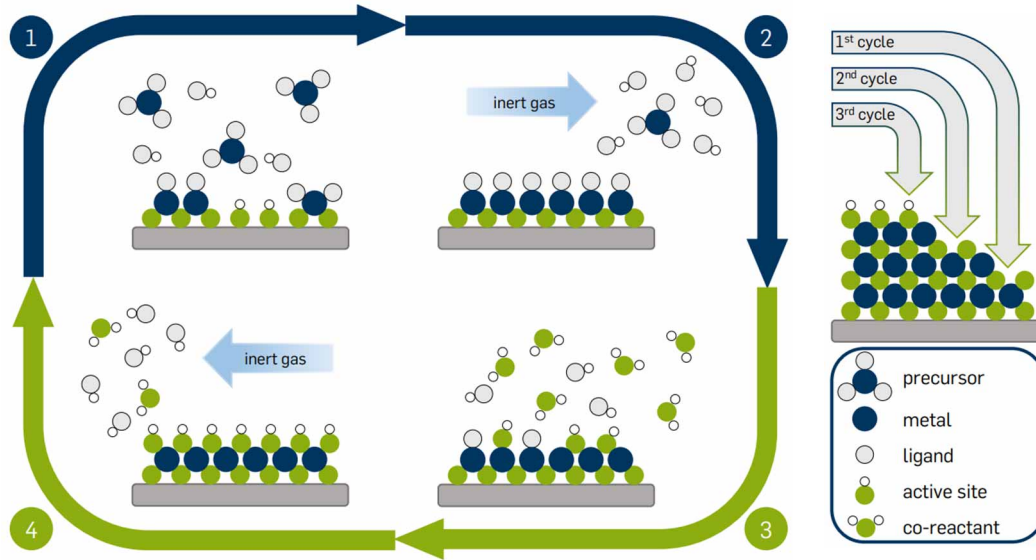 1
2
inert gas
inert gas
4
3
1st cycle
2nd cycle
3rd cycle
precursor
metal
ligand
active site
co-reactant